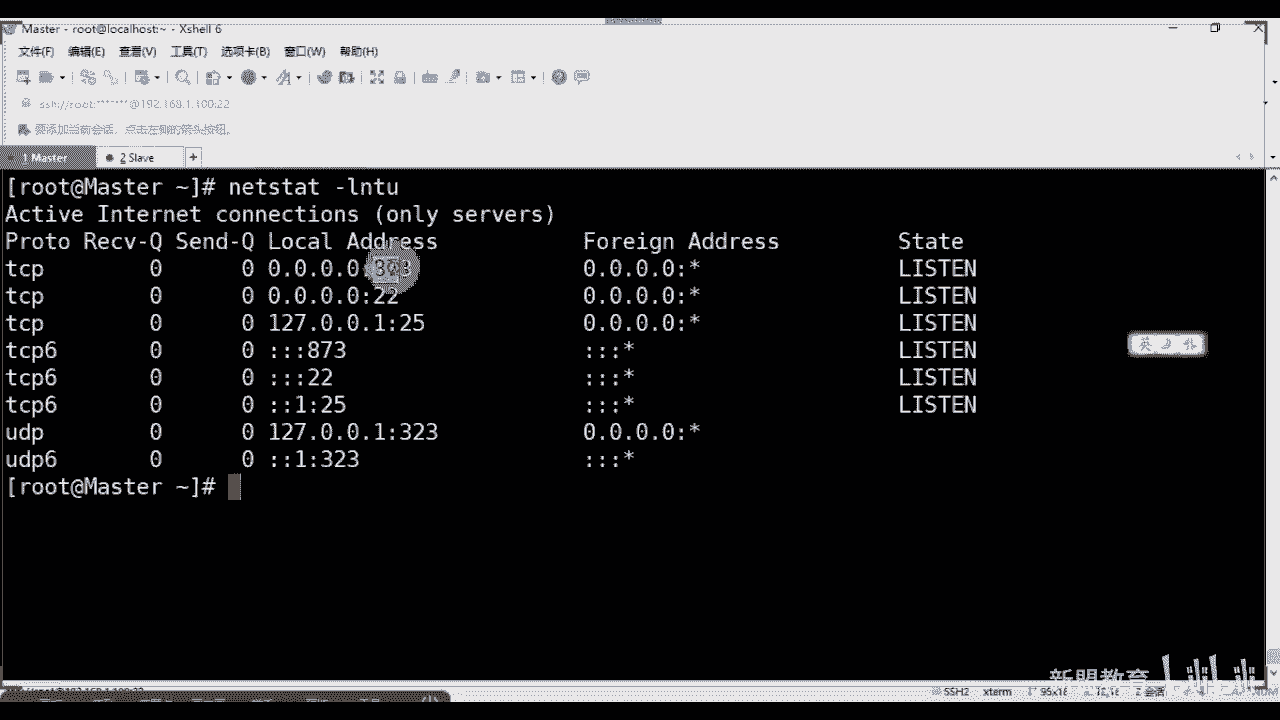 Master - root@localhost:~ - Xshell 6
文件(F) 编辑(E) 查看(V) 工具(T) 选项卡(B) 窗口(W) 帮助(H)
ssh://root:*******@192.168.1.100:22
要添加当前会话，点击左侧的箭头按钮。
1 Master 2 Slave +
[root@Master ~]# netstat -lntu
Active Internet connections (only servers)
Proto Recv-Q Send-Q Local Address Foreign Address State
tcp 0 0 0.0.0.0: 0.0.0.0:* LISTEN
tcp 0 0 0.0.0.0:22 0.0.0.0:* LISTEN
tcp 0 0 127.0.0.1:25 0.0.0.0:* LISTEN
tcp6 0 0 :::873 :::* LISTEN
tcp6 0 0 :::22 :::* LISTEN
tcp6 0 0 ::1:25 :::* LISTEN
udp 0 0 127.0.0.1:323 0.0.0.0:*
udp6 0 0 ::1:323 :::*
[root@Master ~]#
英
新盟教育 bilibili
SSH2 xterm